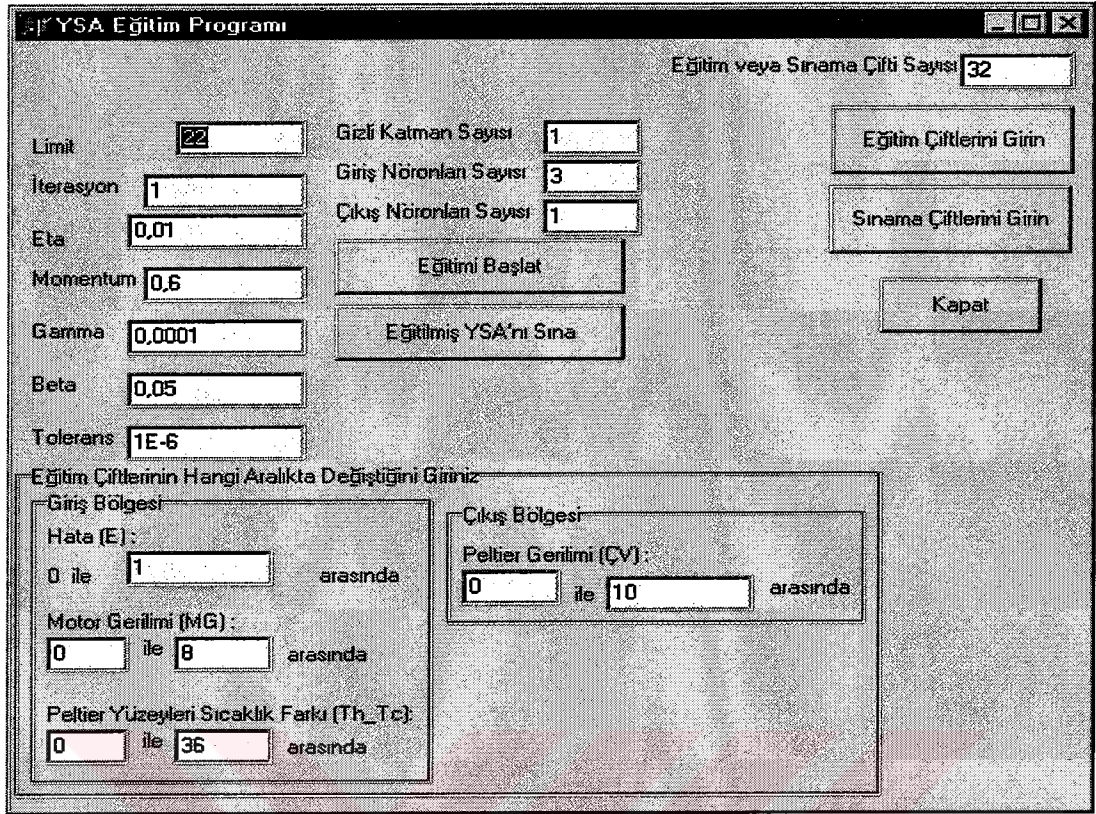 YSA Eğitim Programı
Eğitim veya Sınama Çifti Sayısı 32
Limit 22
İterasyon 1
Eta 0,01
Momentum 0,6
Gamma 0,0001
Beta 0,05
Tolerans 1E-6
Gizli Katman Sayısı 1
Giriş Nöronları Sayısı 3
Çıkış Nöronları Sayısı 1
Eğitimi Başlat
Eğitilmiş YSA'nı Sına
Eğitim Çiftlerini Girin
Sınama Çiftlerini Girin
Kapat
Eğitim Çiftlerinin Hangi Aralıkta Değiştiğini Giriniz
Giriş Bölgesi
Hata (E) :
0 ile 1 arasında
Motor Gerilimi (MG) :
0 ile 8 arasında
Peltier Yüzeyleri Sıcaklık Farkı (Th_Tc):
0 ile 36 arasında
Çıkış Bölgesi
Peltier Gerilimi (ÇV) :
0 ile 10 arasında